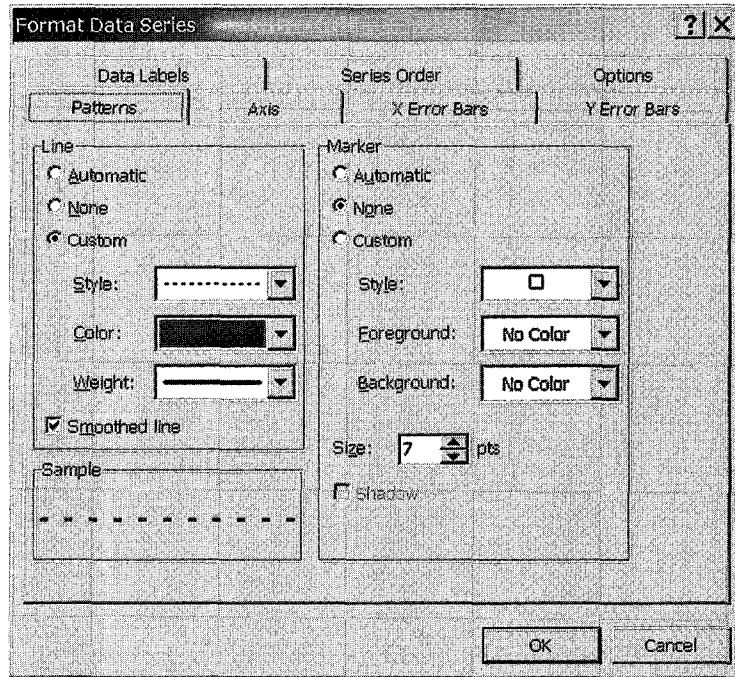 Format Data Series
Data Labels Series Order Options
Patterns Axis X Error Bars Y Error Bars
Line
Automatic
None
Custom
Style:
Color:
Weight:
Smoothed line
Sample
Marker
Automatic
None
Custom
Style:
Foreground: No Color
Background: No Color
Size: 7 pts
Shadow
OK Cancel